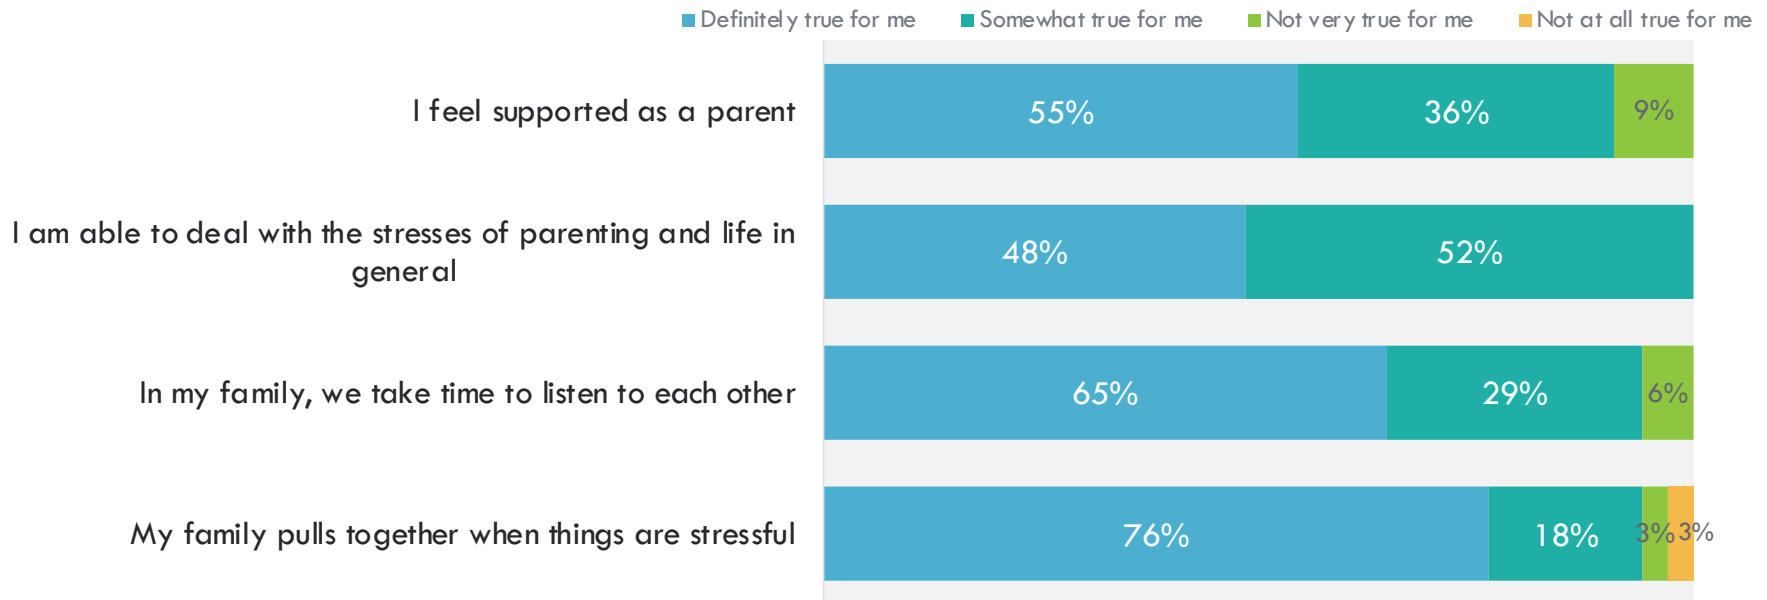 Definitely true for me Somewhat true for me Not very true for me Not at all true for me
I feel supported as a parent
55% 36% 9%
I am able to deal with the stresses of parenting and life in
general
48% 52%
In my family, we take time to listen to each other
65% 29% 6%
My family pulls together when things are stressful
76% 18% 3% 3%